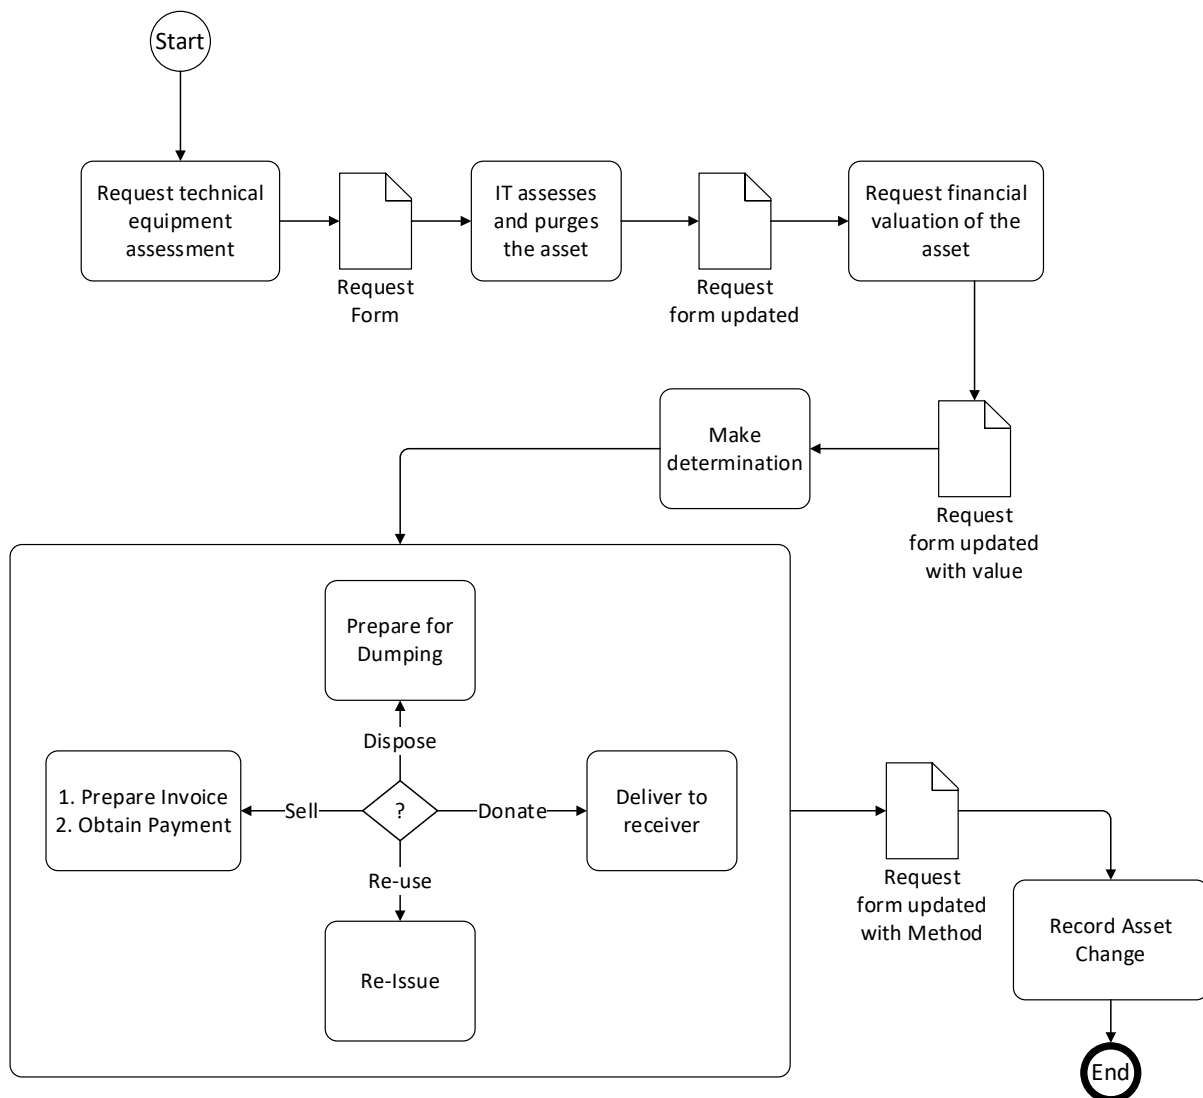 Start
Request technical
equipment
assessment
Request
Form
IT assesses
and purges
the asset
Request
form updated
Request financial
valuation of the
asset
Make
determination
Request
form updated
with value
Prepare for
Dumping
Dispose
1. Prepare Invoice
2. Obtain Payment
Sell
?
Donate
Deliver to
receiver
Re-use
Re-Issue
Request
form updated
with Method
Record Asset
Change
End